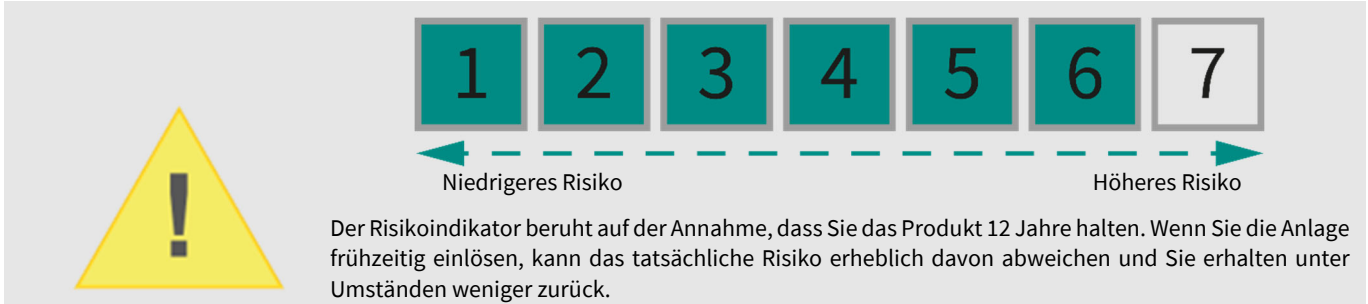 1 2 3 4 5 6 7
Niedrigeres Risiko Höheres Risiko
!
Der Risikoindikator beruht auf der Annahme, dass Sie das Produkt 12 Jahre halten. Wenn Sie die Anlage
frühzeitig einlösen, kann das tatsächliche Risiko erheblich davon abweichen und Sie erhalten unter
Umständen weniger zurück.